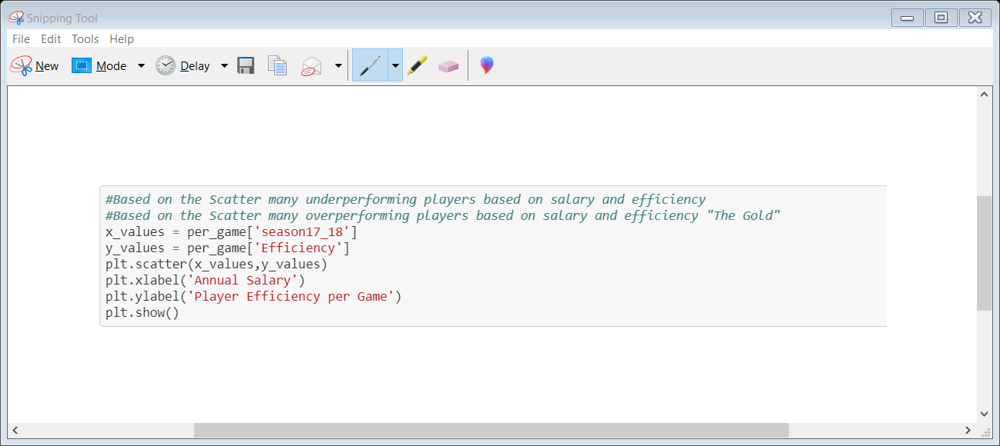 Snipping Tool
File Edit Tools Help
New Mode Delay
#Based on the Scatter many underperforming players based on salary and efficiency
#Based on the Scatter many overperforming players based on salary and efficiency "The Gold"
x_values = per_game['season17_18']
y_values = per_game['Efficiency']
plt.scatter(x_values,y_values)
plt.xlabel('Annual Salary')
plt.ylabel('Player Efficiency per Game')
plt.show()